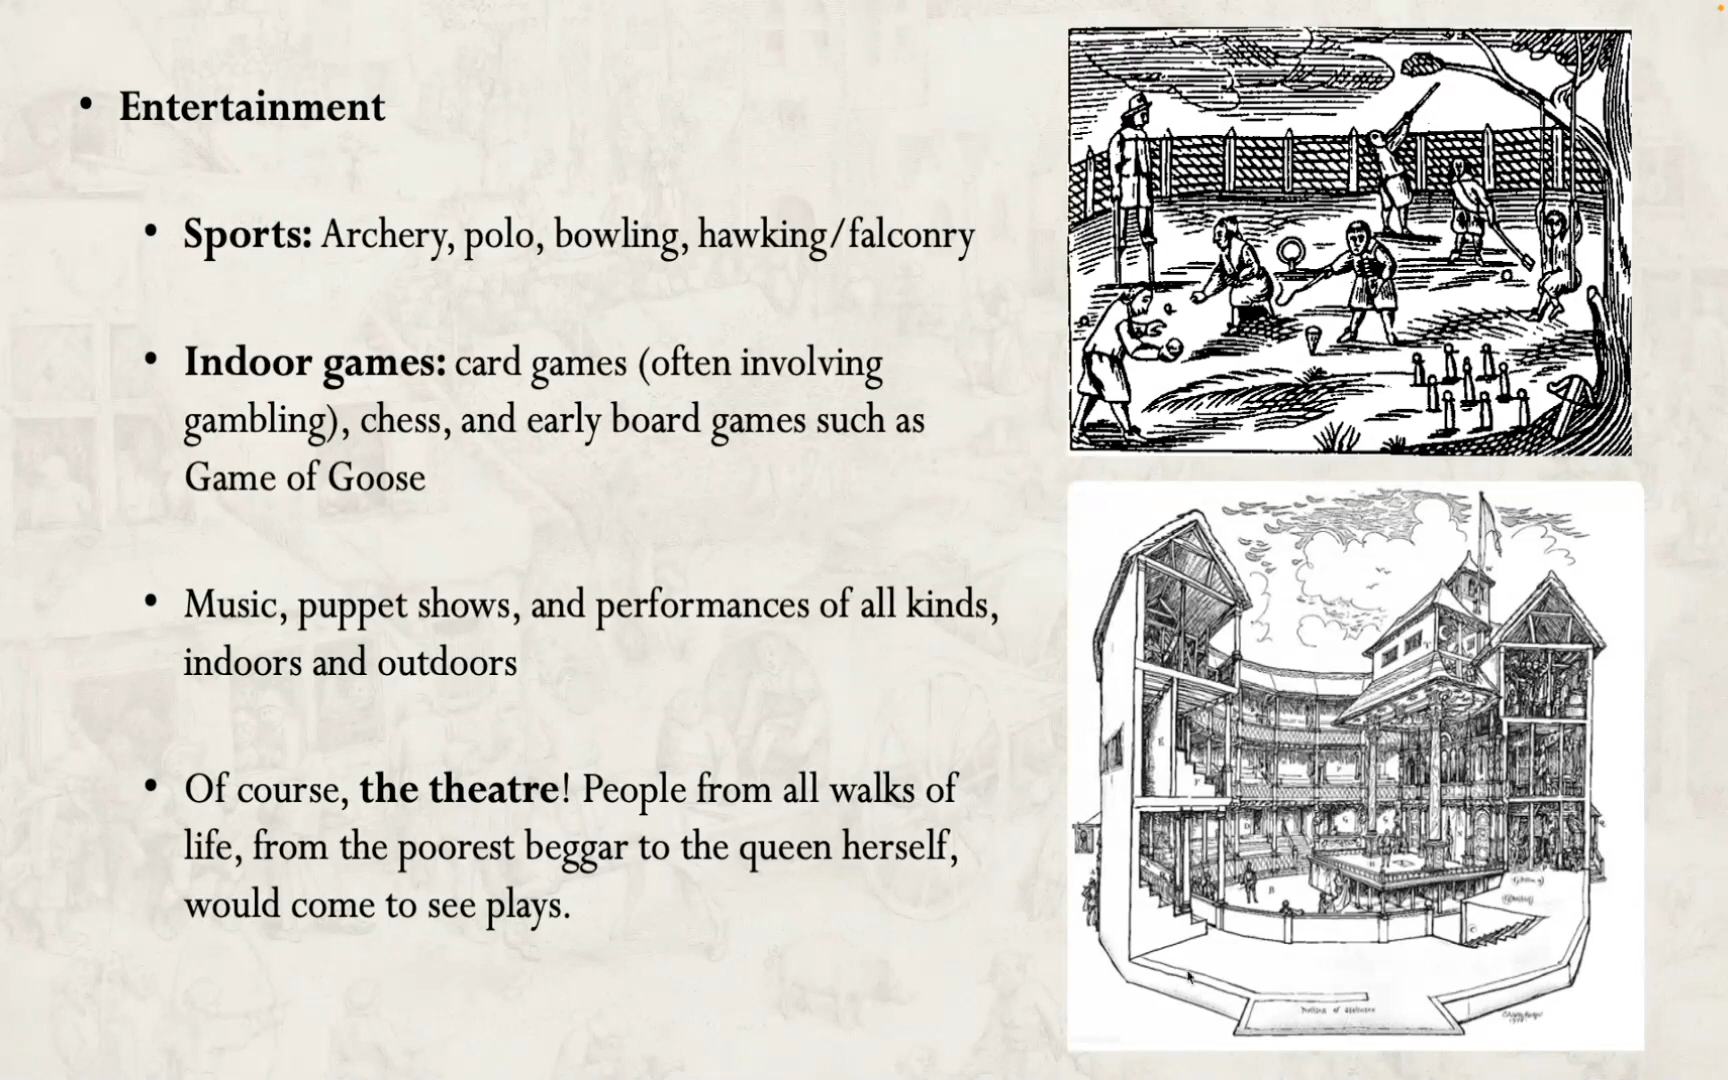 • Entertainment
• Sports: Archery, polo, bowling, hawking/falconry
• Indoor games: card games (often involving
gambling), chess, and early board games such as
Game of Goose
• Music, puppet shows, and performances of all kinds,
indoors and outdoors
• Of course, the theatre! People from all walks of
life, from the poorest beggar to the queen herself,
would come to see plays.